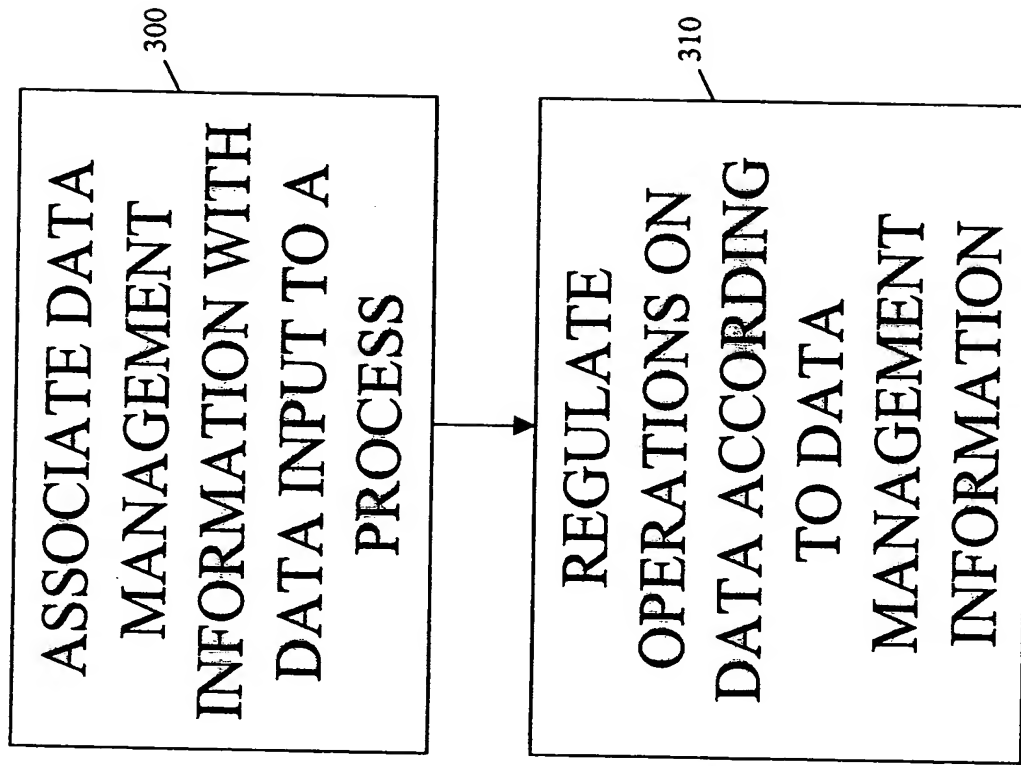 ASSOCIATE DATA
MANAGEMENT
INFORMATION WITH
DATA INPUT TO A
PROCESS
300
REGULATE
OPERATIONS ON
DATA ACCORDING
TO DATA
MANAGEMENT
INFORMATION
310